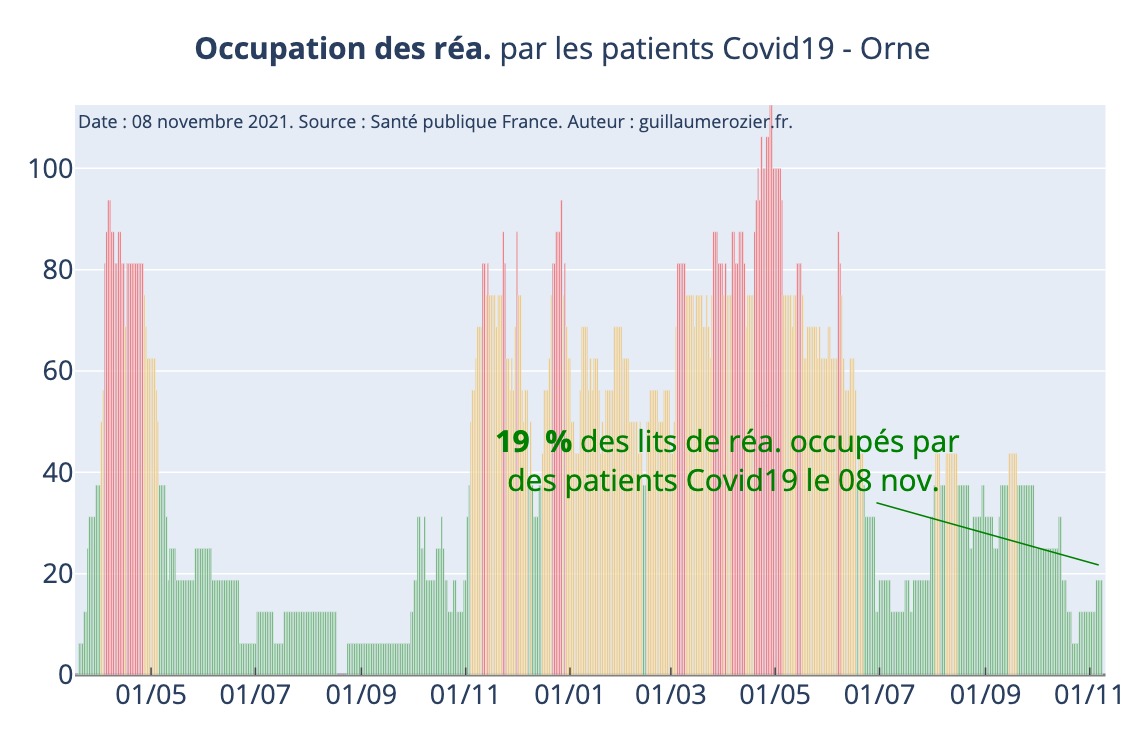 Occupation des réa. par les patients Covid19 - Orne
Date : 08 novembre 2021. Source : Santé publique France. Auteur : guillaumerozier.fr.
100
80
60
40
20
0
19 % des lits de réa. occupés par
des patients Covid19 le 08 nov.
01/05 01/07 01/09 01/11 01/01 01/03 01/05 01/07 01/09 01/11